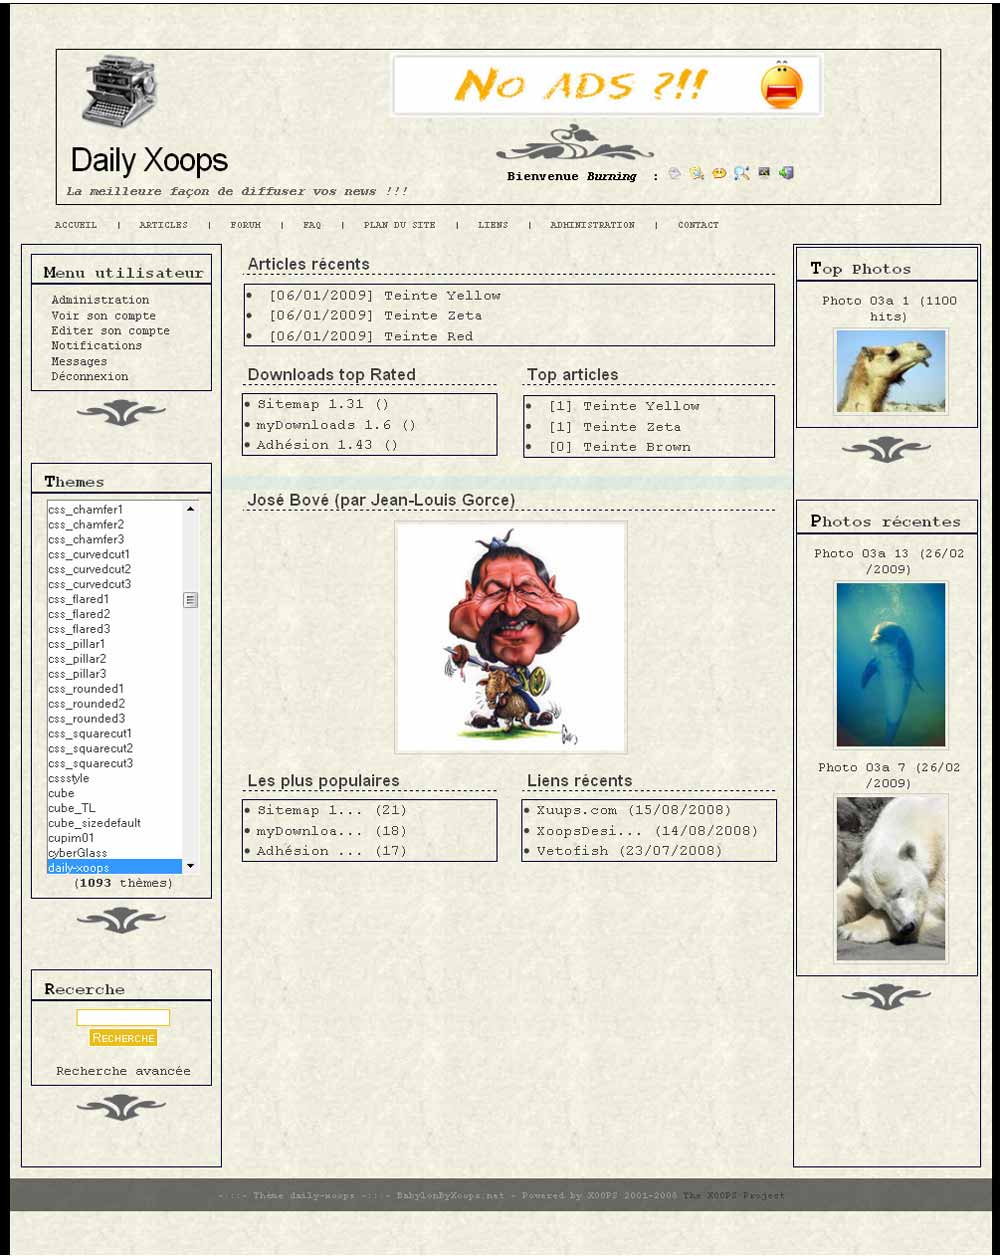 No ads ?!!
Daily Xoops
La meilleure façon de diffuser vos news !!!
Bienvenue Burning :
ACCUEIL | ARTICLES | FORUM | FAQ | PLAN DU SITE | LIENS | ADMINISTRATION | CONTACT
Menu utilisateur
Administration
Voir son compte
Editer son compte
Notifications
Messages
Déconnexion
Themes
css_chamfer1
css_chamfer2
css_chamfer3
css_curvedcut1
css_curvedcut2
css_curvedcut3
css_flared1
css_flared2
css_flared3
css_pillar1
css_pillar2
css_pillar3
css_rounded1
css_rounded2
css_rounded3
css_squarecut1
css_squarecut2
css_squarecut3
cssstyle
cube
cube_TL
cube_sizedefault
cupim01
cyberGlass
daily-xoops
(1093 thèmes)
Recerche
Recherche
Recherche avancée
Articles récents
[06/01/2009] Teinte Yellow
[06/01/2009] Teinte Zeta
[06/01/2009] Teinte Red
Downloads top Rated
Sitemap 1.31 ()
myDownloads 1.6 ()
Adhésion 1.43 ()
Top articles
[1] Teinte Yellow
[1] Teinte Zeta
[0] Teinte Brown
José Bové (par Jean-Louis Gorce)
Les plus populaires
Sitemap 1... (21)
myDownloa... (18)
Adhésion ... (17)
Liens récents
Xuups.com (15/08/2008)
XoopsDesi... (14/08/2008)
Vetofish (23/07/2008)
Top Photos
Photo 03a 1 (1100
hits)
Photos récentes
Photo 03a 13 (26/02
/2009)
Photo 03a 7 (26/02
/2009)
-:::- Thème daily-xoops -:::- BabylonByXoops.net - Powered by XOOPS 2001-2008 The XOOPS Project